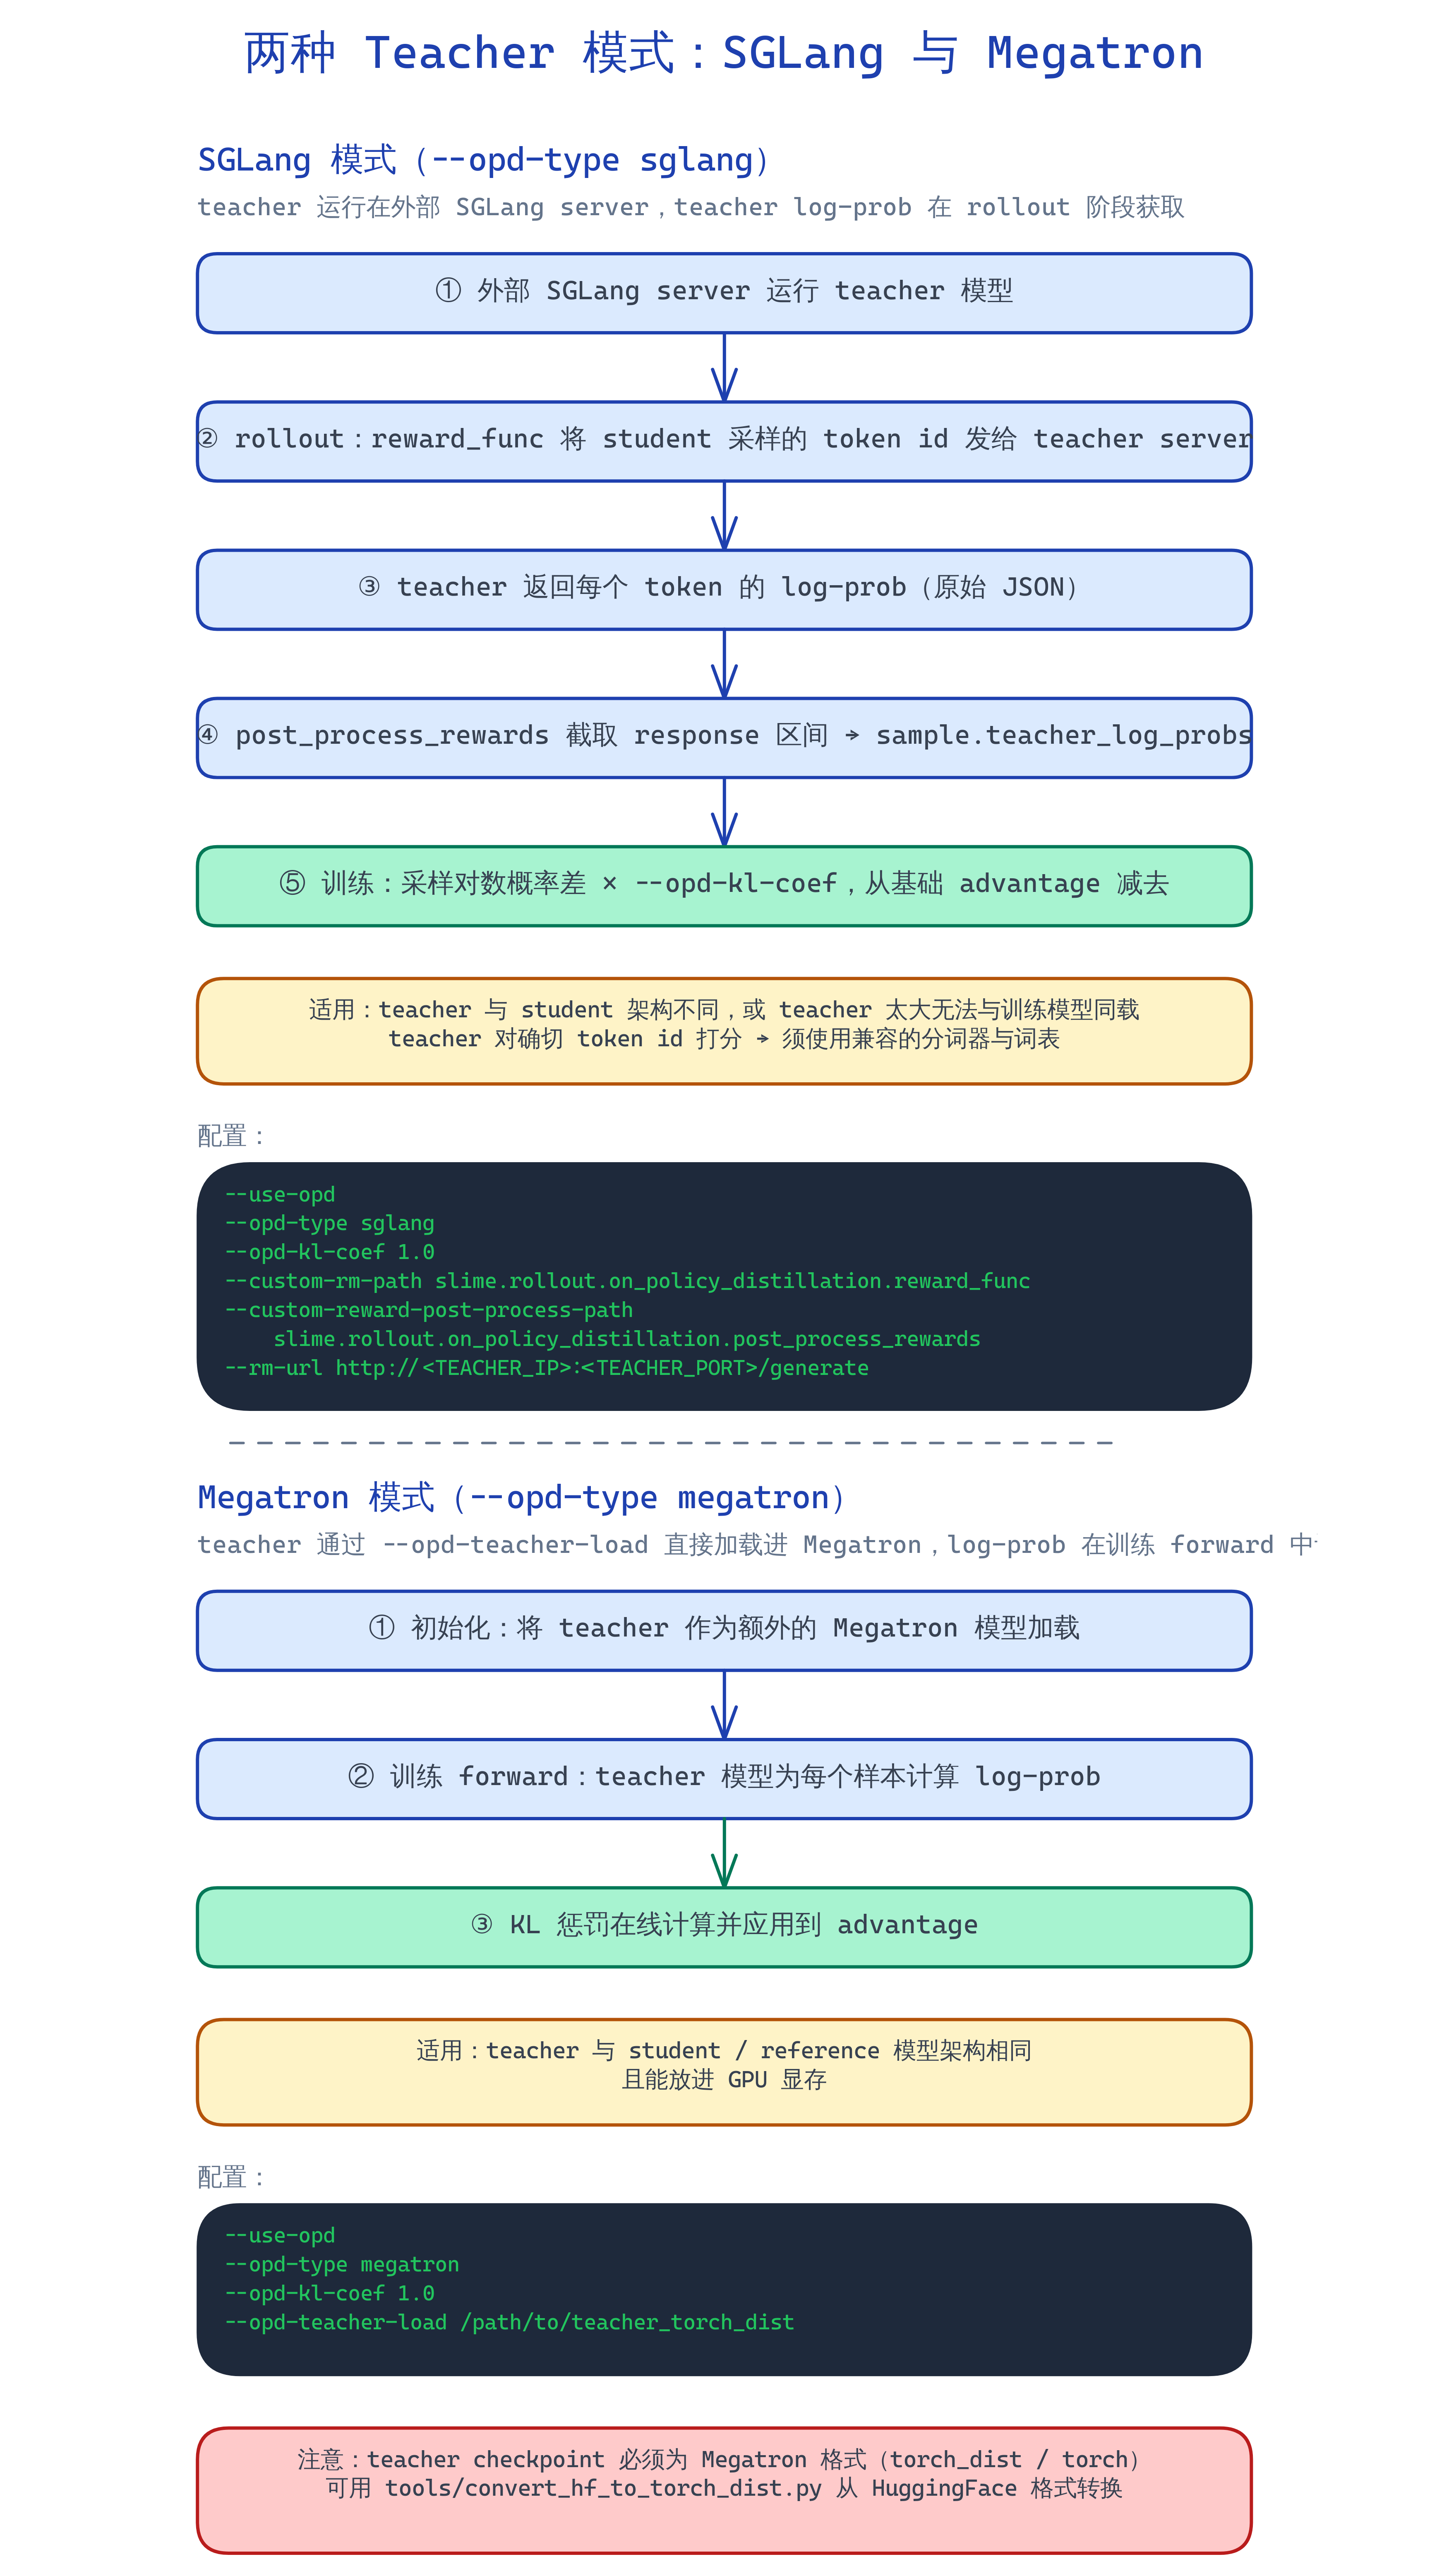 两种 Teacher 模式：SGLang 与 Megatron
SGLang 模式（--opd-type sglang）
teacher 运行在外部 SGLang server，teacher log-prob 在 rollout 阶段获取
① 外部 SGLang server 运行 teacher 模型
② rollout：reward_func 将 student 采样的 token id 发给 teacher server
③ teacher 返回每个 token 的 log-prob（原始 JSON）
④ post_process_rewards 截取 response 区间 → sample.teacher_log_probs
⑤ 训练：采样对数概率差 × --opd-kl-coef，从基础 advantage 减去
适用：teacher 与 student 架构不同，或 teacher 太大无法与训练模型同载
teacher 对确切 token id 打分 → 须使用兼容的分词器与词表
配置：
--use-opd
--opd-type sglang
--opd-kl-coef 1.0
--custom-rm-path slime.rollout.on_policy_distillation.reward_func
--custom-reward-post-process-path
slime.rollout.on_policy_distillation.post_process_rewards
--rm-url http://<TEACHER_IP>:<TEACHER_PORT>/generate
Megatron 模式（--opd-type megatron）
teacher 通过 --opd-teacher-load 直接加载进 Megatron，log-prob 在训练 forward 中
① 初始化：将 teacher 作为额外的 Megatron 模型加载
② 训练 forward：teacher 模型为每个样本计算 log-prob
③ KL 惩罚在线计算并应用到 advantage
适用：teacher 与 student / reference 模型架构相同
且能放进 GPU 显存
配置：
--use-opd
--opd-type megatron
--opd-kl-coef 1.0
--opd-teacher-load /path/to/teacher_torch_dist
注意：teacher checkpoint 必须为 Megatron 格式（torch_dist / torch）
可用 tools/convert_hf_to_torch_dist.py 从 HuggingFace 格式转换